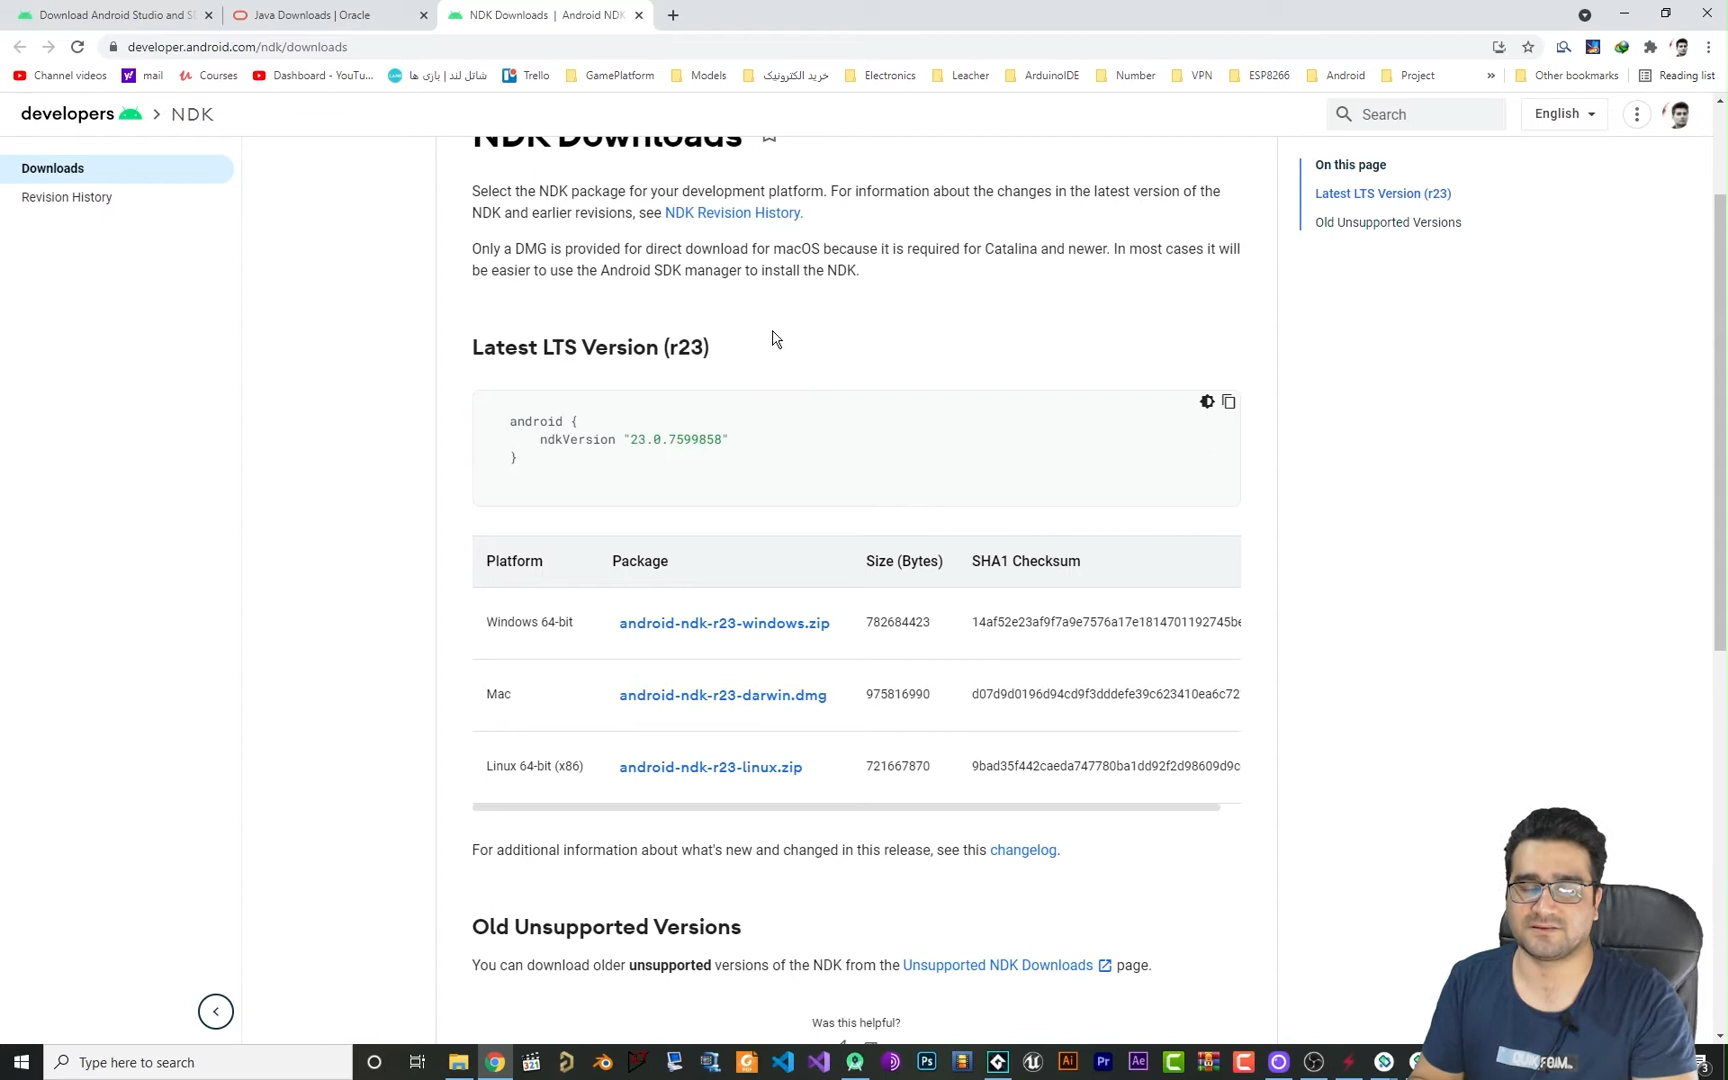 Download Android Studio and S
Java Downloads | Oracle
NDK Downloads | Android NDK
developer.android.com/ndk/downloads
Channel videos
mail
Courses
Dashboard - YouTu...
شاتل لند | بازی ها
Trello
GamePlatform
Models
خرید الکترونیک
Electronics
Leacher
ArduinoIDE
Number
VPN
ESP8266
Android
Project
»
Other bookmarks
Reading list
developers > NDK
Search
English
Downloads
Revision History
NDK Downloads
Select the NDK package for your development platform. For information about the changes in the latest version of the
NDK and earlier revisions, see NDK Revision History.
Only a DMG is provided for direct download for macOS because it is required for Catalina and newer. In most cases it will
be easier to use the Android SDK manager to install the NDK.
On this page
Latest LTS Version (r23)
Old Unsupported Versions
Latest LTS Version (r23)
android {
ndkVersion "23.0.7599858"
}
Platform Package Size (Bytes) SHA1 Checksum
Windows 64-bit android-ndk-r23-windows.zip 782684423 14af52e23af9f7a9e7576a17e1814701192745be
Mac android-ndk-r23-darwin.dmg 975816990 d07d9d0196d94cd9f3dddefe39c623410ea6c72
Linux 64-bit (x86) android-ndk-r23-linux.zip 721667870 9bad35f442caeda747780ba1dd92f2d98609d9c
For additional information about what's new and changed in this release, see this changelog.
Old Unsupported Versions
You can download older unsupported versions of the NDK from the Unsupported NDK Downloads page.
Was this helpful?
Type here to search